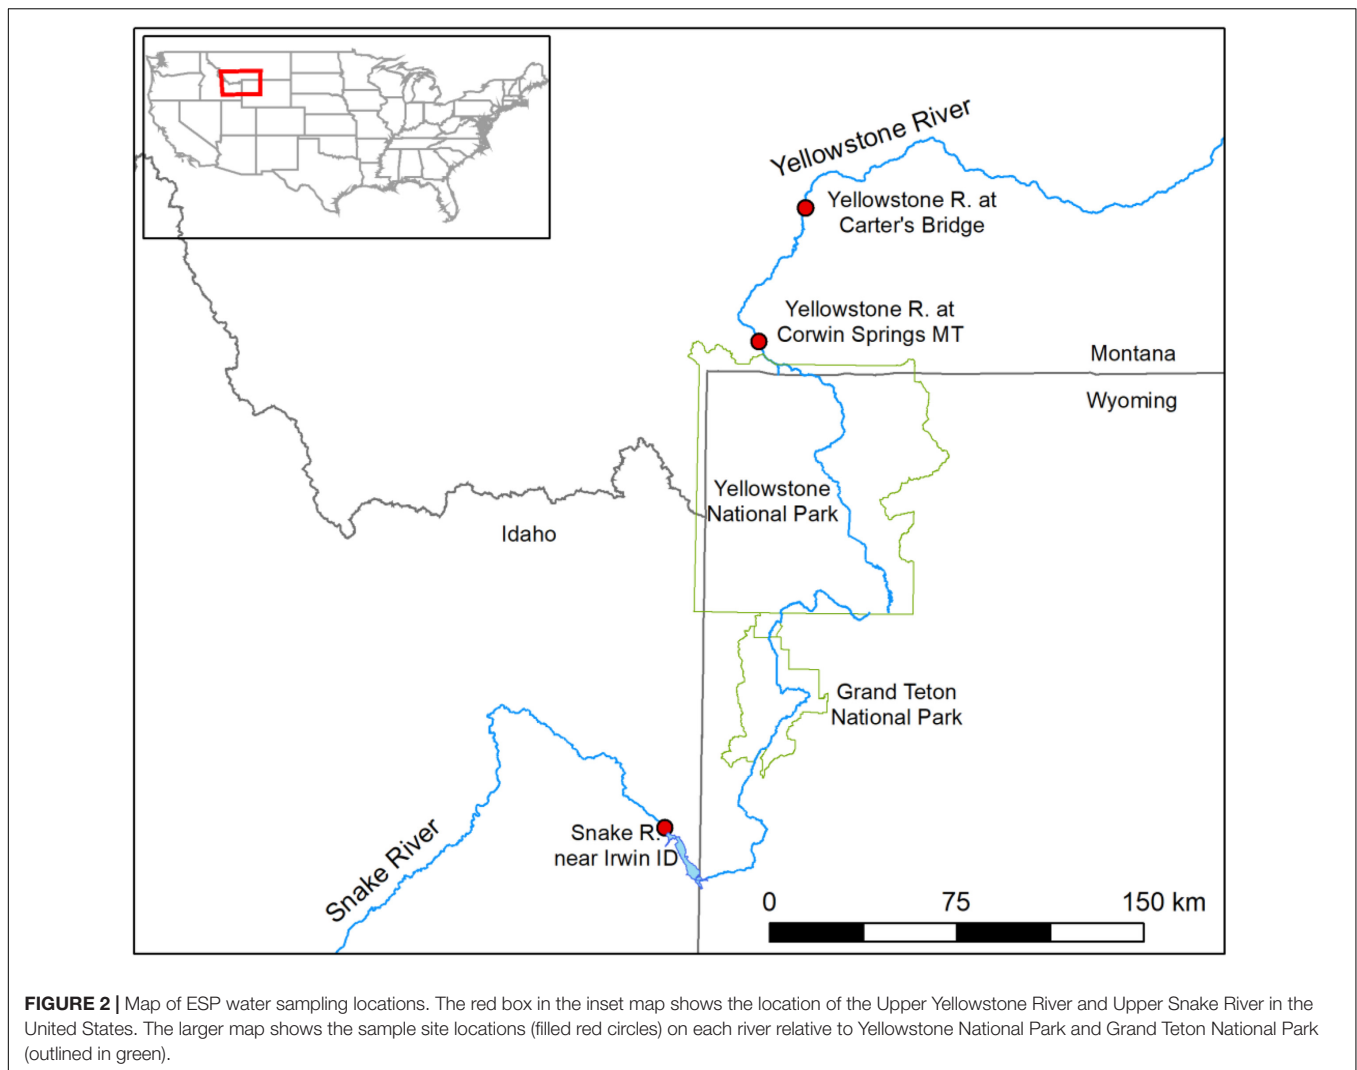 Yellowstone River
Yellowstone R. at
Carter's Bridge
Yellowstone R. at
Corwin Springs MT
Montana
Wyoming
Yellowstone
National Park
Idaho
Grand Teton
National Park
Snake R.
near Irwin ID
Snake River
0 75 150 km
FIGURE 2 | Map of ESP water sampling locations. The red box in the inset map shows the location of the Upper Yellowstone River and Upper Snake River in the
United States. The larger map shows the sample site locations (filled red circles) on each river relative to Yellowstone National Park and Grand Teton National Park
(outlined in green).